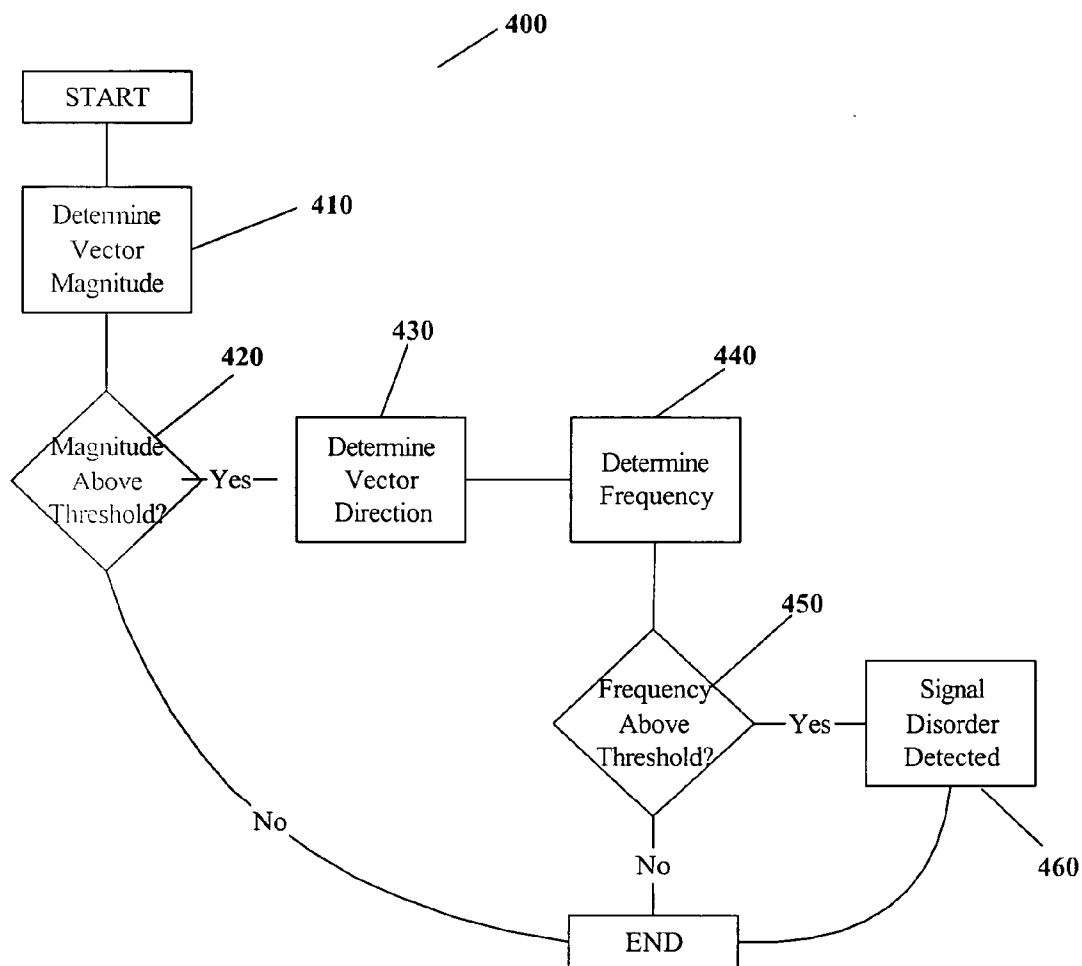 400
START
Determine
Vector
Magnitude
410
420
Magnitude
Above
Threshold?
Yes
430
Determine
Vector
Direction
440
Determine
Frequency
450
Frequency
Above
Threshold?
Yes
Signal
Disorder
Detected
460
No
No
END